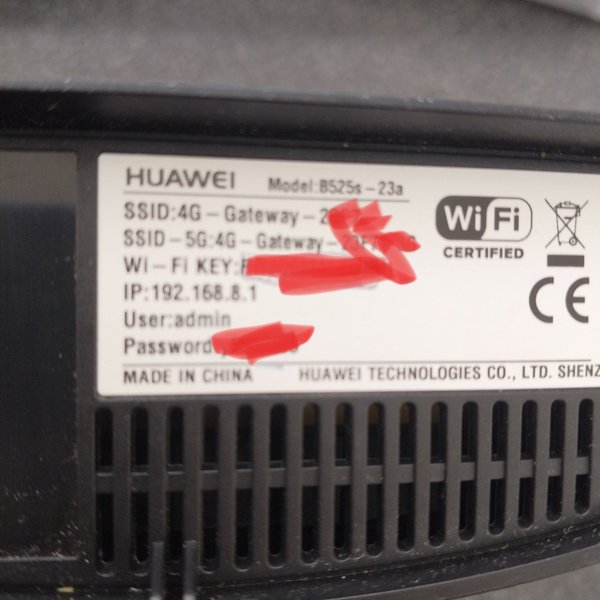 HUAWEI Model:B525s-23a
SSID:4G-Gateway-2
SSID-5G:4G-Gateway-
Wi-Fi KEY:
IP:192.168.8.1
User:admin
Password
MADE IN CHINA HUAWEI TECHNOLOGIES CO., LTD. SHENZ
WiFi
CERTIFIED
CE